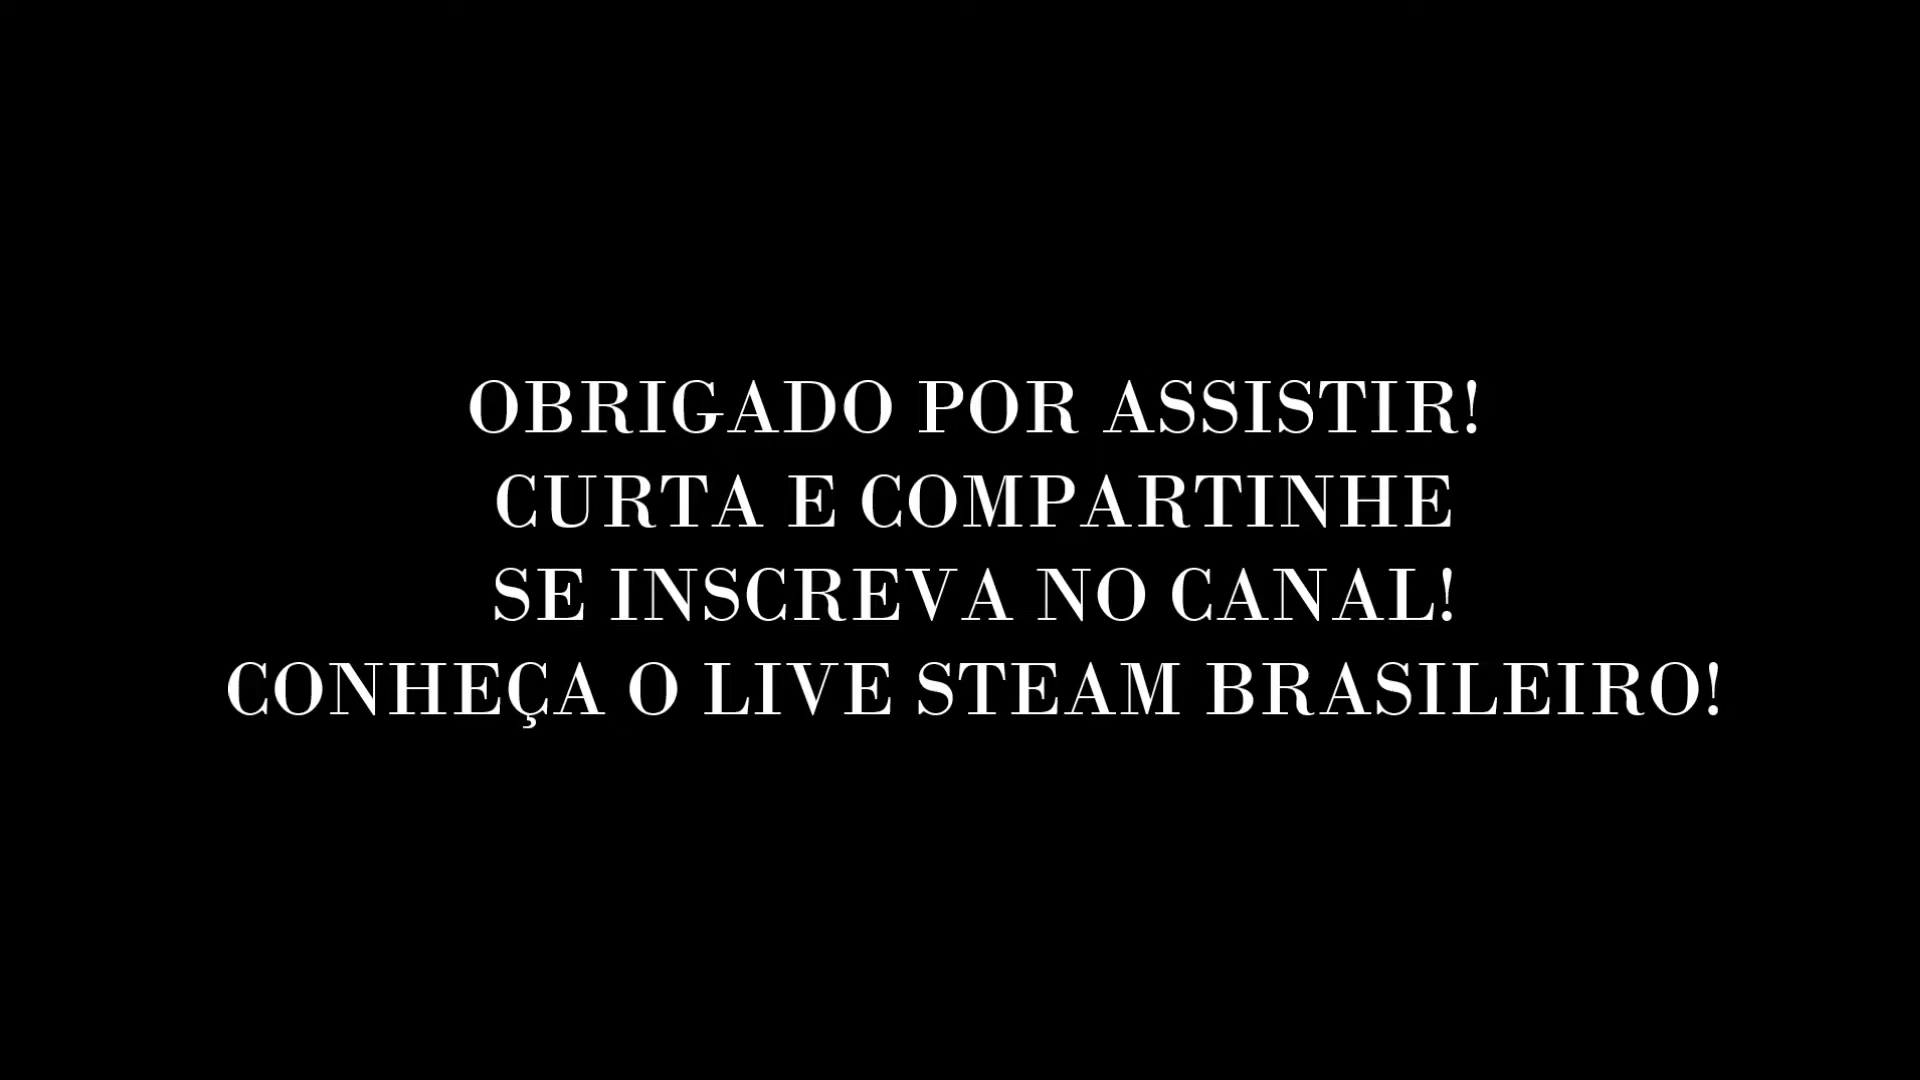 OBRIGADO POR ASSISTIR!
CURTA E COMPARTINHE
SE INSCREVA NO CANAL!
CONHEÇA O LIVE STEAM BRASILEIRO!